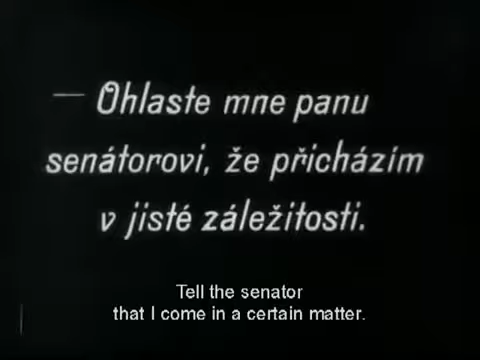 — Ohlaste mne panu
senátorovi, že přicházím
v jisté záležitosti.
Tell the senator
that I come in a certain matter.